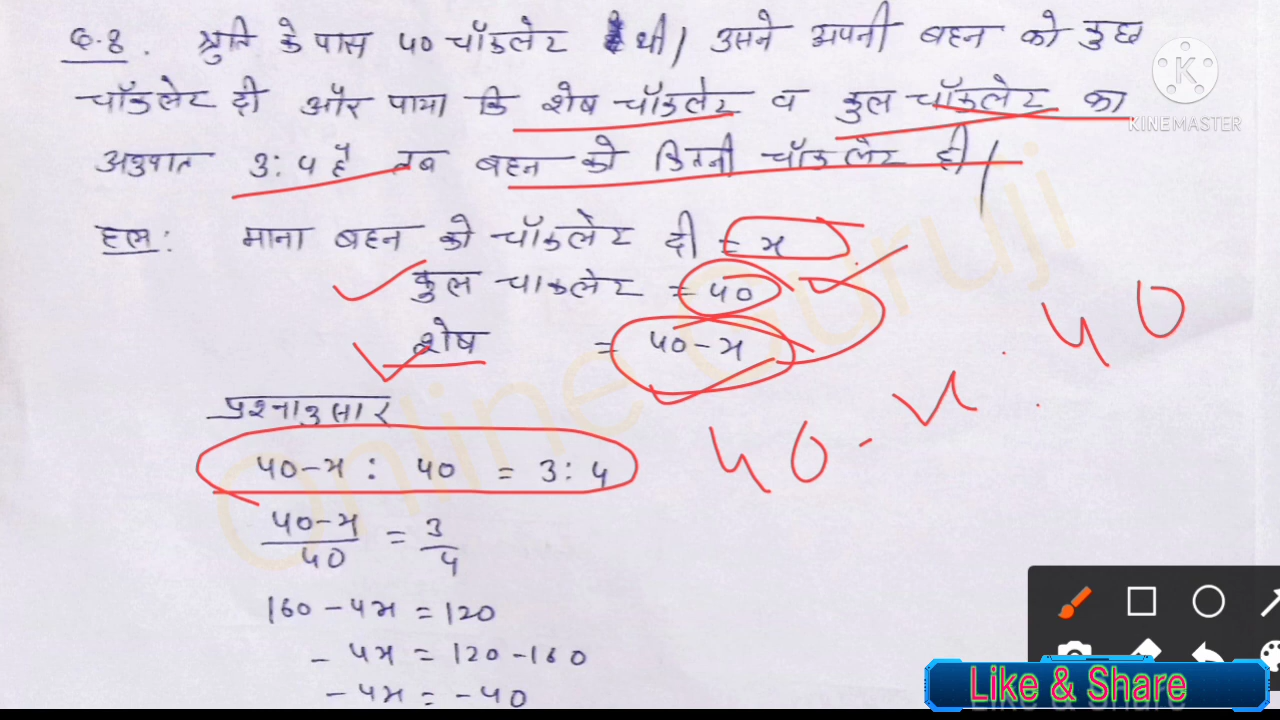 Q.8. श्रुति के पास 40 चॉकलेट थी। उसने अपनी बहन को कुछ
चॉकलेट दी और पाया कि शेष चॉकलेट व कुल चॉकलेट का
अनुपात 3:4 है तब बहन को कितनी चॉकलेट दी।
हल: माना बहन को चॉकलेट दी = x
कुल चाकलेट = 40
शेष = 40-x
प्रश्नानुसार
40-x : 40 = 3:4
40-x/40 = 3/4
160-4x = 120
-4x = 120-160
-4x = -40
40-x : 40
K
KINEMASTER
Online Guruji
Like & Share